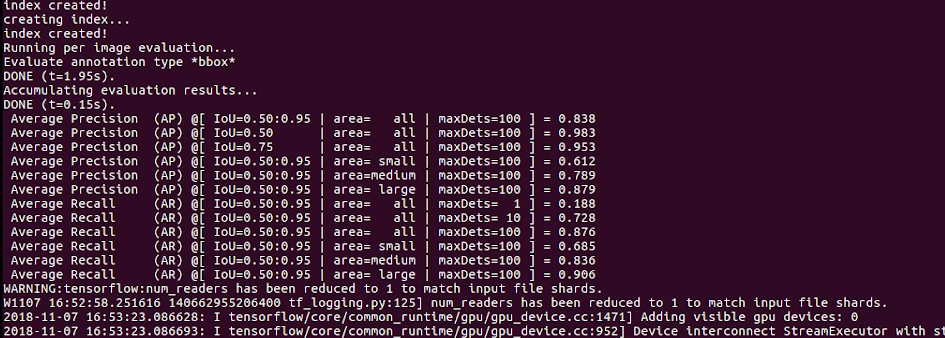 index created!
creating index...
index created!
Running per image evaluation...
Evaluate annotation type *bbox*
DONE (t=1.95s).
Accumulating evaluation results...
DONE (t=0.15s).
 Average Precision  (AP) @[ IoU=0.50:0.95 | area=   all | maxDets=100 ] = 0.838
 Average Precision  (AP) @[ IoU=0.50      | area=   all | maxDets=100 ] = 0.983
 Average Precision  (AP) @[ IoU=0.75      | area=   all | maxDets=100 ] = 0.953
 Average Precision  (AP) @[ IoU=0.50:0.95 | area= small | maxDets=100 ] = 0.612
 Average Precision  (AP) @[ IoU=0.50:0.95 | area=medium | maxDets=100 ] = 0.789
 Average Precision  (AP) @[ IoU=0.50:0.95 | area= large | maxDets=100 ] = 0.879
 Average Recall     (AR) @[ IoU=0.50:0.95 | area=   all | maxDets=  1 ] = 0.188
 Average Recall     (AR) @[ IoU=0.50:0.95 | area=   all | maxDets= 10 ] = 0.728
 Average Recall     (AR) @[ IoU=0.50:0.95 | area=   all | maxDets=100 ] = 0.876
 Average Recall     (AR) @[ IoU=0.50:0.95 | area= small | maxDets=100 ] = 0.685
 Average Recall     (AR) @[ IoU=0.50:0.95 | area=medium | maxDets=100 ] = 0.836
 Average Recall     (AR) @[ IoU=0.50:0.95 | area= large | maxDets=100 ] = 0.906
WARNING:tensorflow:num_readers has been reduced to 1 to match input file shards.
W1107 16:52:58.251616 140662955206400 tf_logging.py:125] num_readers has been reduced to 1 to match input file shards.
2018-11-07 16:53:23.086628: I tensorflow/core/common_runtime/gpu/gpu_device.cc:1471] Adding visible gpu devices: 0
2018-11-07 16:53:23.086693: I tensorflow/core/common_runtime/gpu/gpu_device.cc:952] Device interconnect StreamExecutor with st